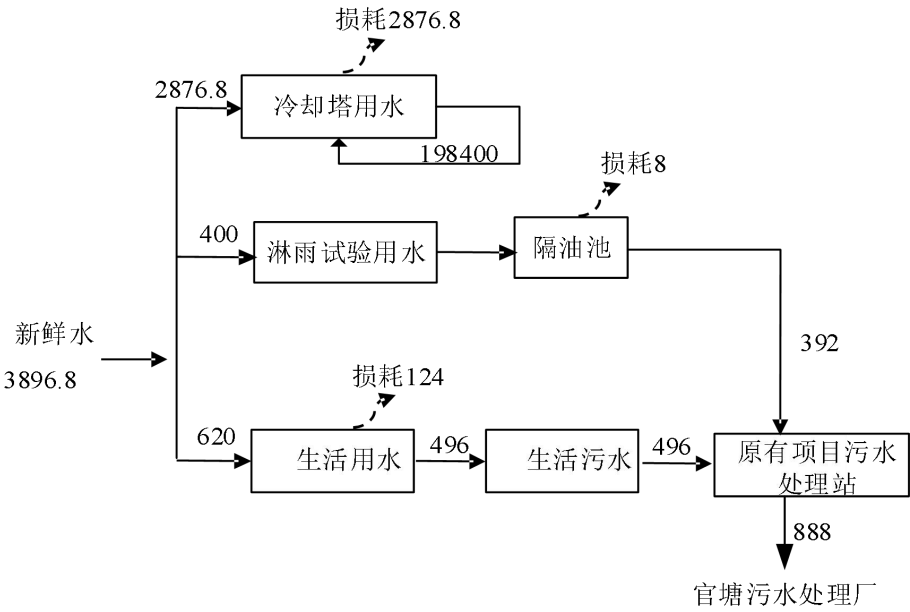 损耗2876.8
2876.8
冷却塔用水
198400
损耗8
400
淋雨试验用水
隔油池
新鲜水
3896.8
392
损耗124
620
生活用水
496
生活污水
496
原有项目污水
处理站
888
官塘污水处理厂